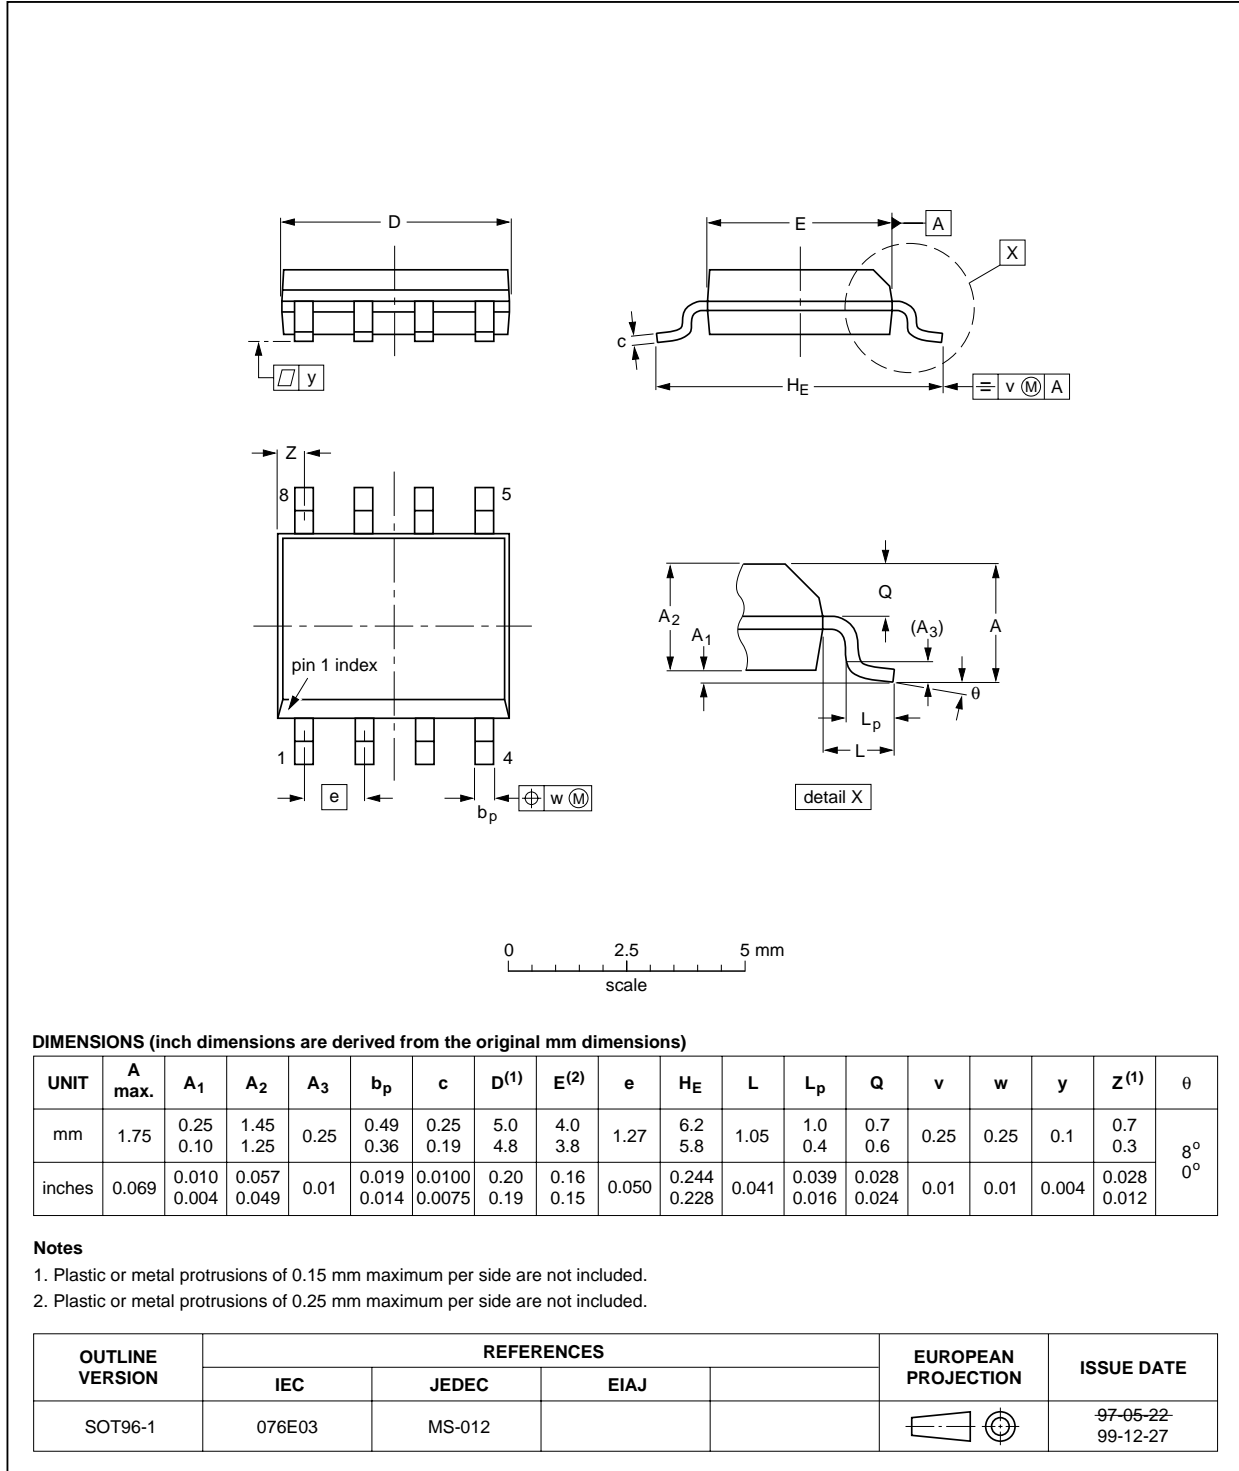 D
E
A
X
c
y
H_E
= v Ⓜ A
Z
8
5
pin 1 index
1
4
e
b_p
w Ⓜ
Q
A_2
A_1
(A_3)
A
θ
L_p
L
detail X
0 2.5 5 mm
scale
DIMENSIONS (inch dimensions are derived from the original mm dimensions)
UNIT A max. A1 A2 A3 bp c D(1) E(2) e HE L Lp Q v w y Z(1) θ
mm 1.75 0.25 0.10 1.45 1.25 0.25 0.49 0.36 0.25 0.19 5.0 4.8 4.0 3.8 1.27 6.2 5.8 1.05 1.0 0.4 0.7 0.6 0.25 0.25 0.1 0.7 0.3 8° 0°
inches 0.069 0.010 0.004 0.057 0.049 0.01 0.019 0.014 0.0100 0.0075 0.20 0.19 0.16 0.15 0.050 0.244 0.228 0.041 0.039 0.016 0.028 0.024 0.01 0.01 0.004 0.028 0.012
Notes
1. Plastic or metal protrusions of 0.15 mm maximum per side are not included.
2. Plastic or metal protrusions of 0.25 mm maximum per side are not included.
OUTLINE VERSION REFERENCES EUROPEAN PROJECTION ISSUE DATE
IEC JEDEC EIAJ
SOT96-1 076E03 MS-012
97-05-22
99-12-27